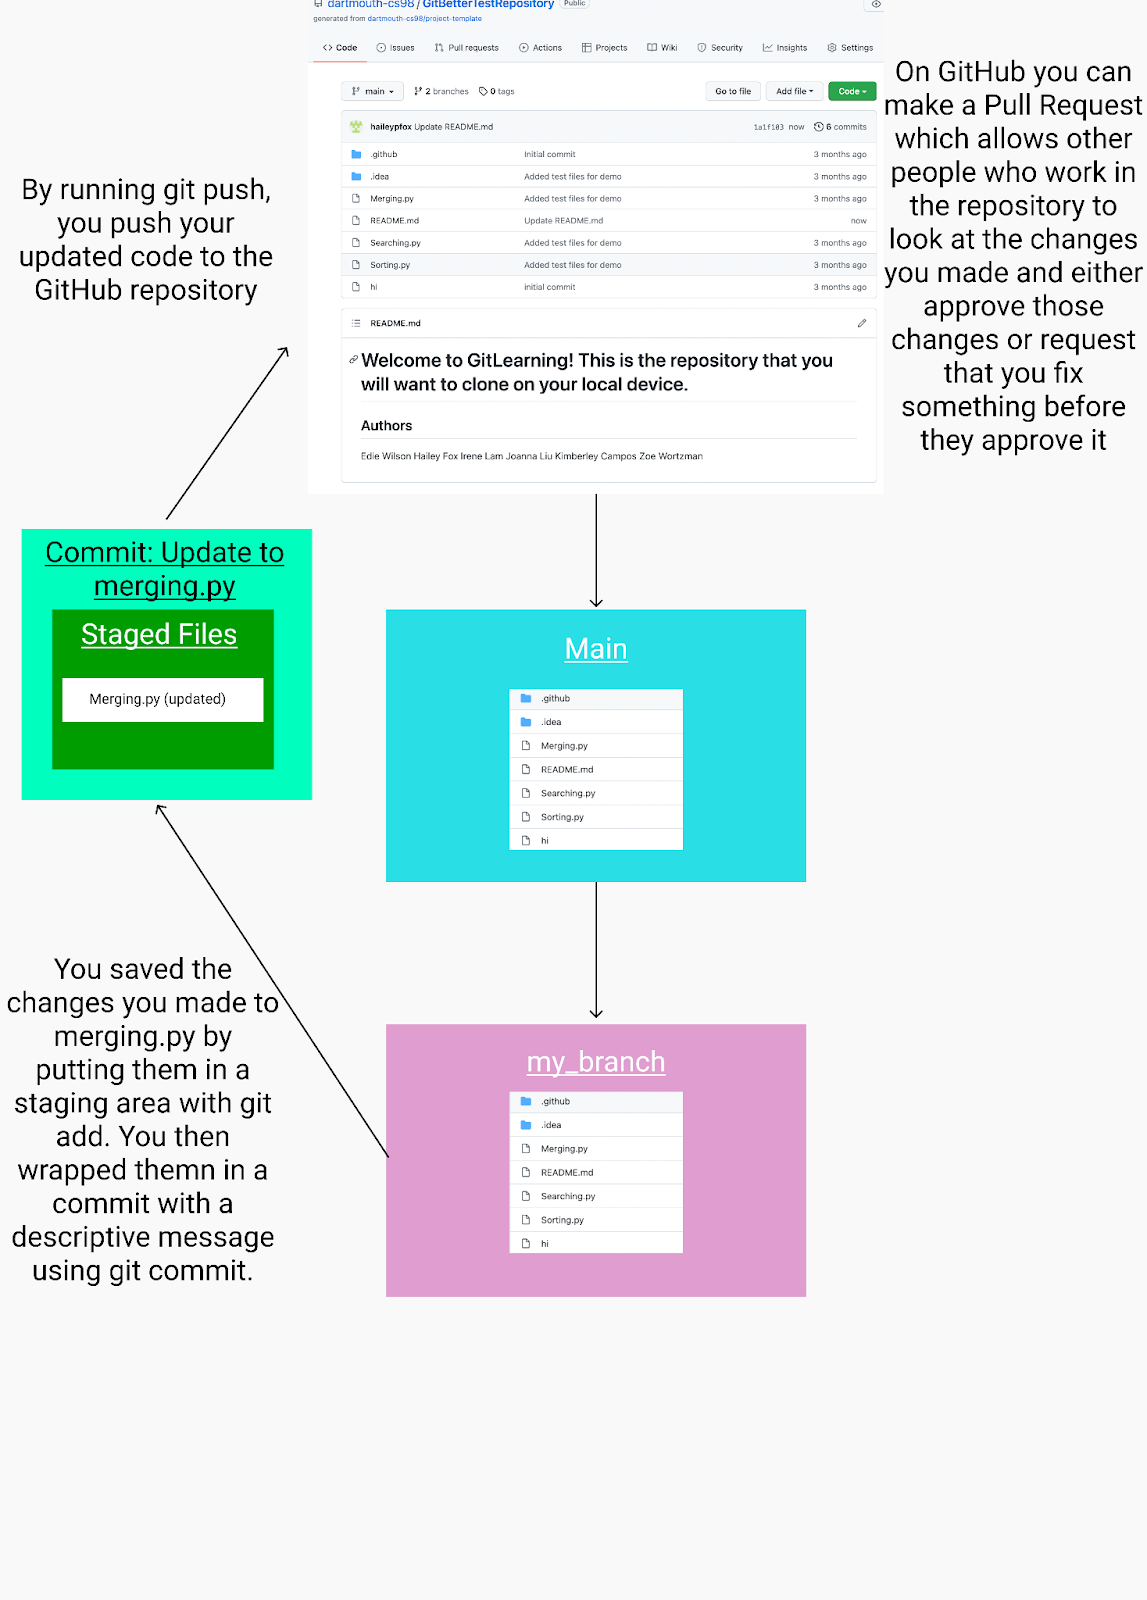 dartmouth-cs98 / GitBetterTestRepository Public
generated from dartmouth-cs98/project-template
Code Issues Pull requests Actions Projects Wiki Security Insights Settings
main 2 branches 0 tags Go to file Add file Code
haileypfox Update README.md 1a1f103 now 6 commits
.github Initial commit 3 months ago
.idea Added test files for demo 3 months ago
Merging.py Added test files for demo 3 months ago
README.md Update README.md now
Searching.py Added test files for demo 3 months ago
Sorting.py Added test files for demo 3 months ago
hi initial commit 3 months ago
README.md
Welcome to GitLearning! This is the repository that you
will want to clone on your local device.
Authors
Edie Wilson Hailey Fox Irene Lam Joanna Liu Kimberley Campos Zoe Wortzman
On GitHub you can
make a Pull Request
which allows other
people who work in
the repository to
look at the changes
you made and either
approve those
changes or request
that you fix
something before
they approve it
By running git push,
you push your
updated code to the
GitHub repository
Commit: Update to
merging.py
Staged Files
Merging.py (updated)
Main
.github
.idea
Merging.py
README.md
Searching.py
Sorting.py
hi
You saved the
changes you made to
merging.py by
putting them in a
staging area with git
add. You then
wrapped themn in a
commit with a
descriptive message
using git commit.
my_branch
.github
.idea
Merging.py
README.md
Searching.py
Sorting.py
hi